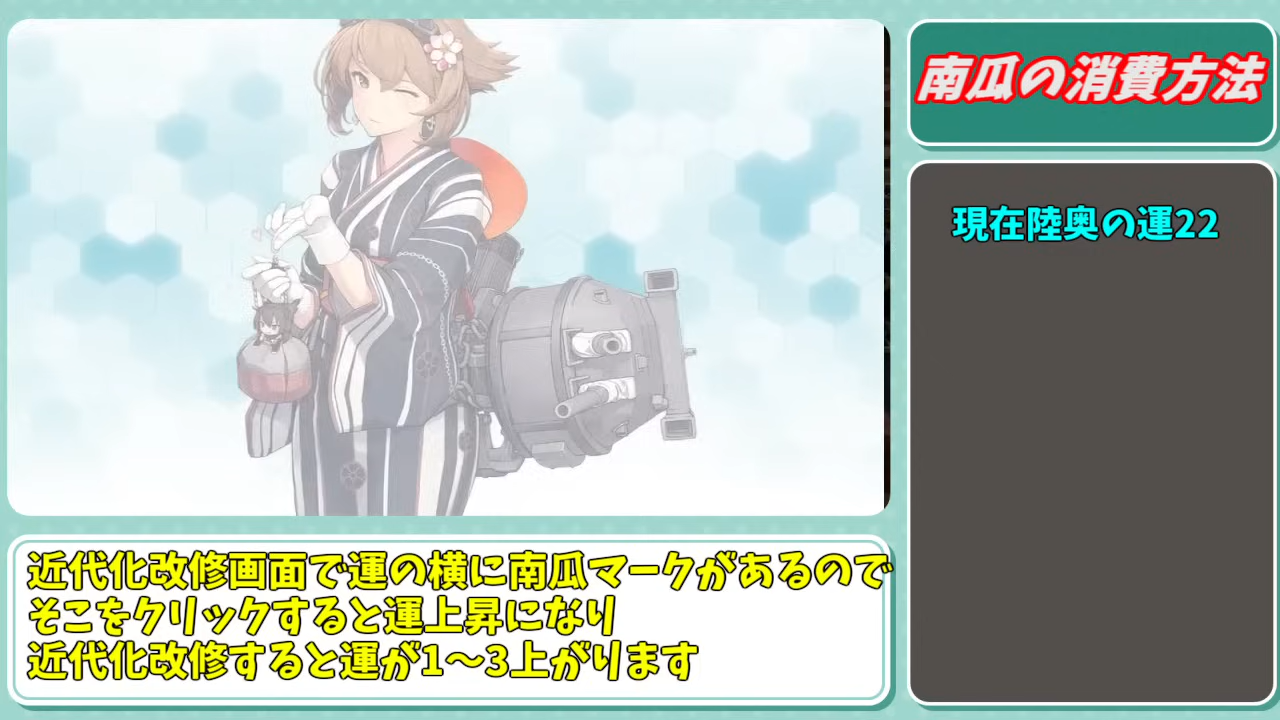 南瓜の消費方法
現在陸奥の運22
近代化改修画面で運の横に南瓜マークがあるので
そこをクリックすると運上昇になり
近代化改修すると運が1～3上がります